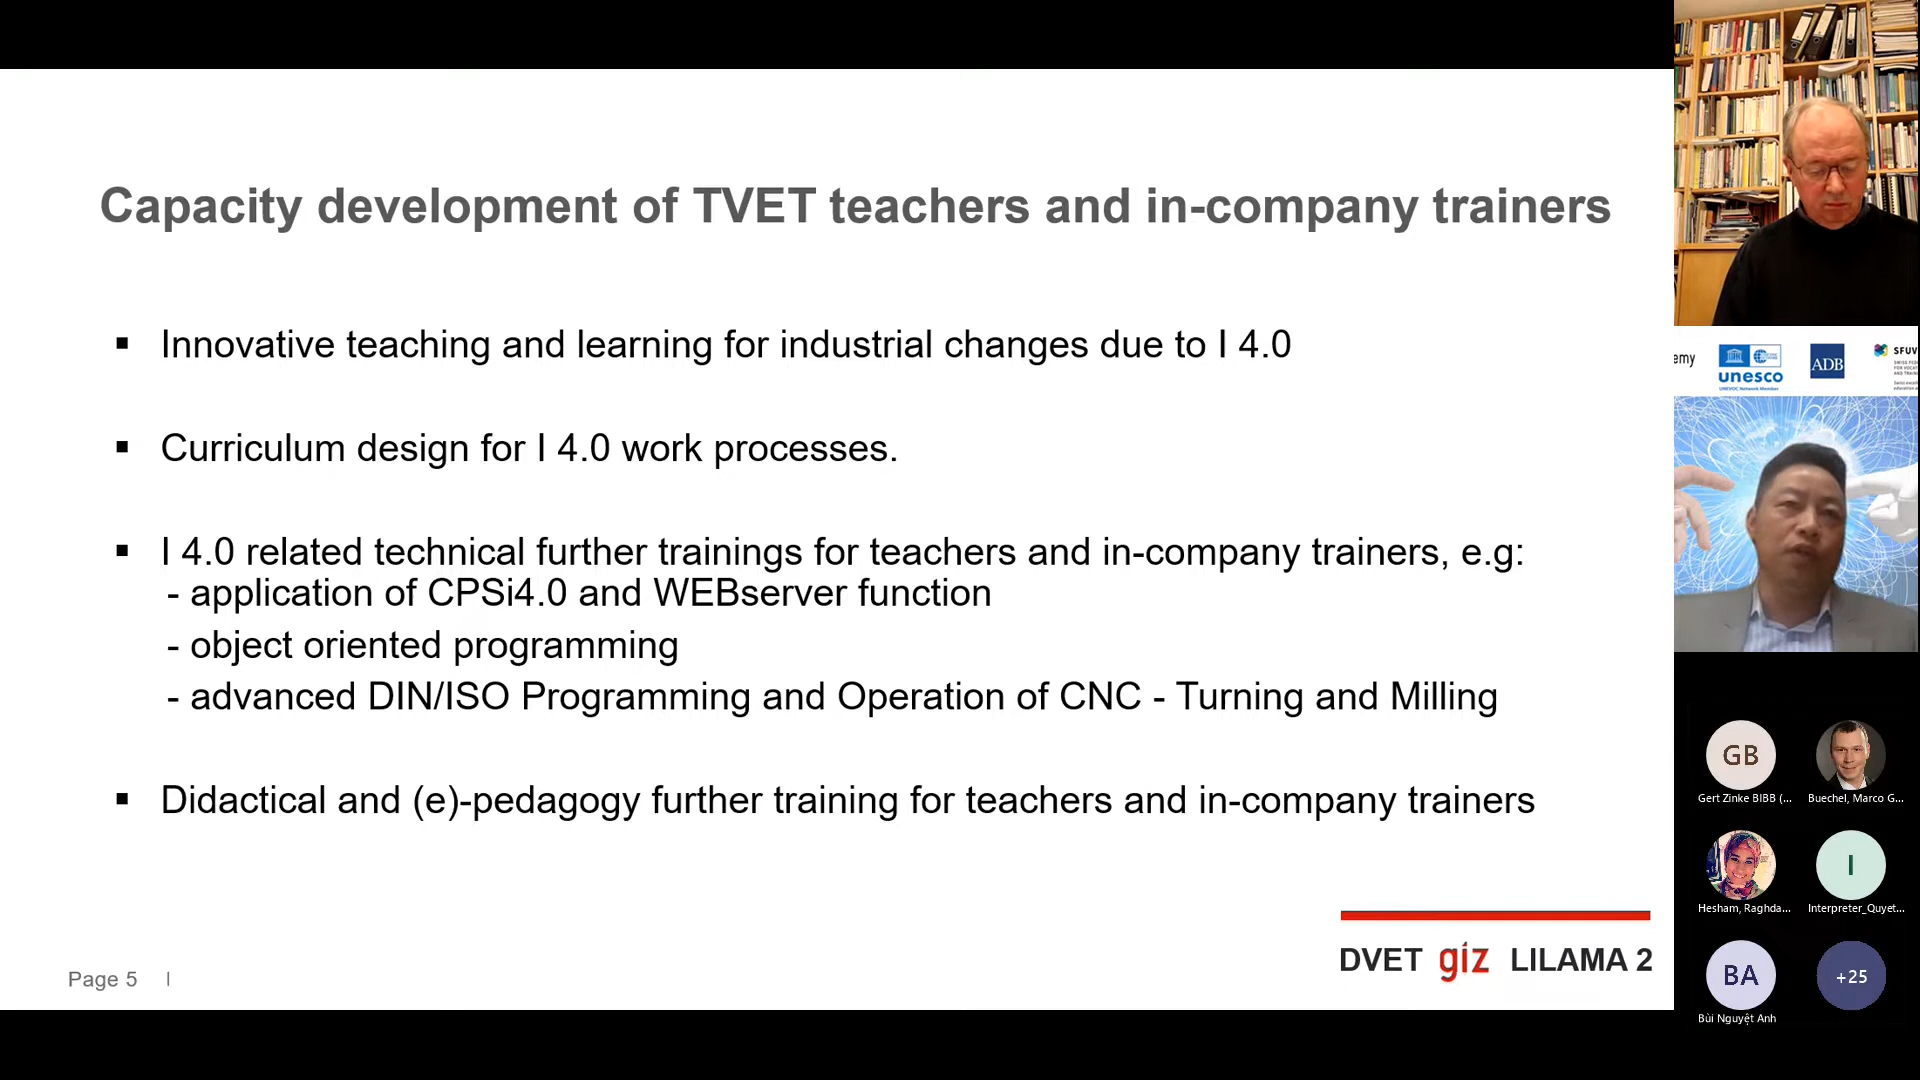 Capacity development of TVET teachers and in-company trainers
▪ Innovative teaching and learning for industrial changes due to I 4.0
▪ Curriculum design for I 4.0 work processes.
▪ I 4.0 related technical further trainings for teachers and in-company trainers, e.g:
- application of CPSi4.0 and WEBserver function
- object oriented programming
- advanced DIN/ISO Programming and Operation of CNC - Turning and Milling
▪ Didactical and (e)-pedagogy further training for teachers and in-company trainers
DVET giz LILAMA 2
Page 5 I
emy
unesco
ADB
SFUV
GB
Gert Zinke BIBB (...
Buechel, Marco G...
Hesham, Raghda...
I
Interpreter_Quyet...
BA
Bùi Nguyệt Anh
+25